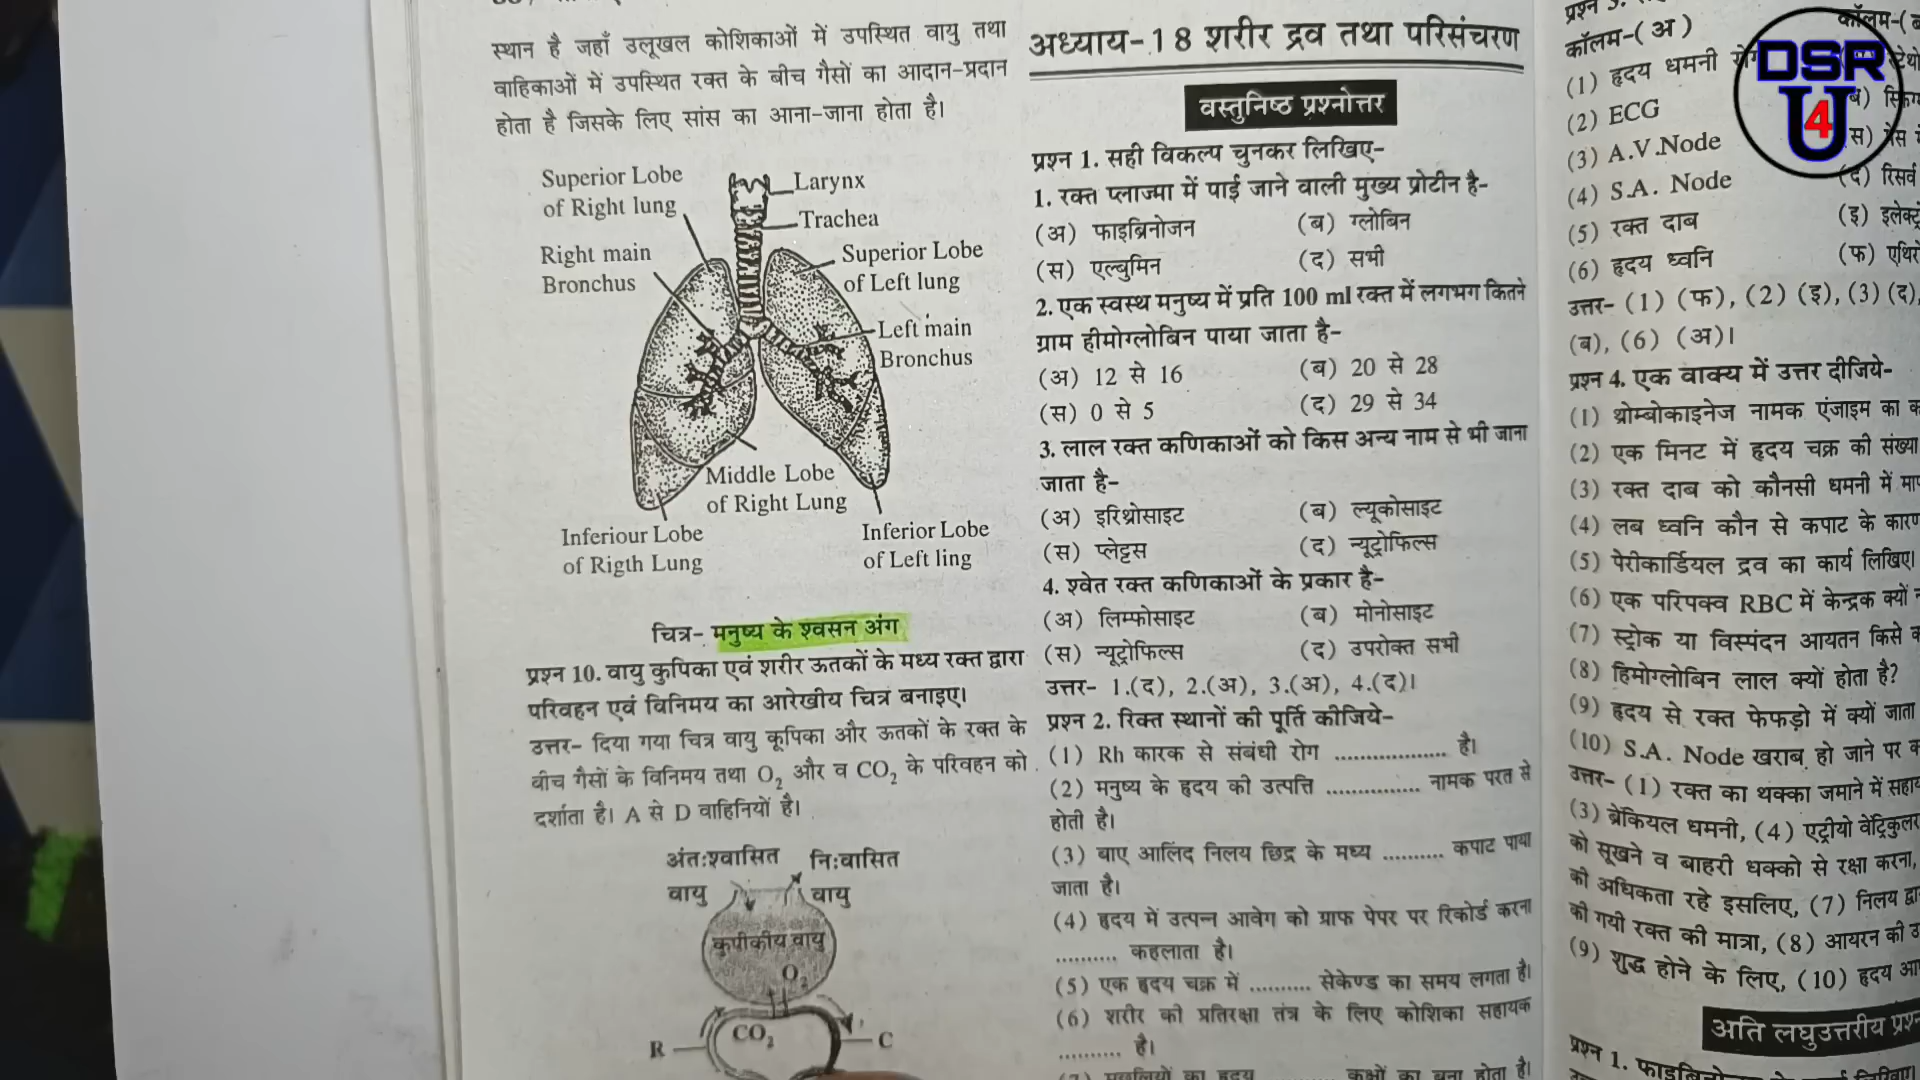 स्थान है जहाँ उलूखल कोशिकाओं में उपस्थित वायु तथा
वाहिकाओं में उपस्थित रक्त के बीच गैसों का आदान-प्रदान
होता है जिसके लिए सांस का आना-जाना होता है।
Superior Lobe
of Right lung
Larynx
Trachea
Right main
Bronchus
Superior Lobe
of Left lung
Left main
Bronchus
Middle Lobe
of Right Lung
Inferiour Lobe
of Rigth Lung
Inferior Lobe
of Left ling
चित्र- मनुष्य के श्वसन अंग
प्रश्न 10. वायु कुपिका एवं शरीर ऊतकों के मध्य रक्त द्वारा
परिवहन एवं विनिमय का आरेखीय चित्र बनाइए।
उत्तर- दिया गया चित्र वायु कूपिका और ऊतकों के रक्त के
बीच गैसों के विनिमय तथा O₂ और व CO₂ के परिवहन को
दर्शाता है। A से D वाहिनियों है।
अंतःश्वासित
वायु
निःवासित
वायु
कुपीकीय वायु
O₂
CO₂
R
C
अध्याय-18 शरीर द्रव तथा परिसंचरण
वस्तुनिष्ठ प्रश्नोत्तर
प्रश्न 1. सही विकल्प चुनकर लिखिए-
1. रक्त प्लाज्मा में पाई जाने वाली मुख्य प्रोटीन है-
(अ) फाइब्रिनोजन (ब) ग्लोबिन
(स) एल्बुमिन (द) सभी
2. एक स्वस्थ मनुष्य में प्रति 100 ml रक्त में लगभग कितने
ग्राम हीमोग्लोबिन पाया जाता है-
(अ) 12 से 16 (ब) 20 से 28
(स) 0 से 5 (द) 29 से 34
3. लाल रक्त कणिकाओं को किस अन्य नाम से भी जाना
जाता है-
(अ) इरिथ्रोसाइट (ब) ल्यूकोसाइट
(स) प्लेट्टस (द) न्यूट्रोफिल्स
4. श्वेत रक्त कणिकाओं के प्रकार है-
(अ) लिम्फोसाइट (ब) मोनोसाइट
(स) न्यूट्रोफिल्स (द) उपरोक्त सभी
उत्तर- 1.(द), 2.(अ), 3.(अ), 4.(द)।
प्रश्न 2. रिक्त स्थानों की पूर्ति कीजिये-
(1) Rh कारक से संबंधी रोग .................. है।
(2) मनुष्य के हृदय की उत्पत्ति ............... नामक परत से
होती है।
(3) बाए आलिंद निलय छिद्र के मध्य .......... कपाट पाया
जाता है।
(4) हृदय में उत्पन्न आवेग को ग्राफ पेपर पर रिकोर्ड करना
.......... कहलाता है।
(5) एक हृदय चक्र में .......... सेकेण्ड का समय लगता है।
(6) शरीर की प्रतिरक्षा तंत्र के लिए कोशिका सहायक
.......... है।
कॉलम-(अ)
(1) हृदय धमनी रोग
(2) ECG
(3) A.V.Node
(4) S.A. Node
(5) रक्त दाब
(6) हृदय ध्वनि
DSR
U
4
(द) रिसर्व
(इ)
(फ)
उत्तर- (1) (फ), (2) (इ), (3) (द),
(ब), (6) (अ)।
प्रश्न 4. एक वाक्य में उत्तर दीजिये-
(1) थ्रोम्बोकाइनेज नामक एंजाइम का
(2) एक मिनट में हृदय चक्र की संख्या
(3) रक्त दाब को कौनसी धमनी में
(4) लब ध्वनि कौन से कपाट के कारण
(5) पेरीकार्डियल द्रव का कार्य लिखिए।
(6) एक परिपक्व RBC में केन्द्रक क्यों
(7) स्ट्रोक या विस्पंदन आयतन किसे
(8) हिमोग्लोबिन लाल क्यों होता है?
(9) हृदय से रक्त फेफड़ो में क्यों जाता
(10) S.A. Node खराब हो जाने पर
उत्तर- (1) रक्त का थक्का जमाने में
(3) ब्रेकियल धमनी, (4) एट्रीयो वेंट्रिकुलर
को सूखने व बाहरी धक्को से रक्षा करना,
की अधिकता रहे इसलिए, (7) निलय
की गयी रक्त की मात्रा, (8) आयरन की
(9) शुद्ध होने के लिए, (10) हृदय
अति लघुउत्तरीय
प्रश्न 1.